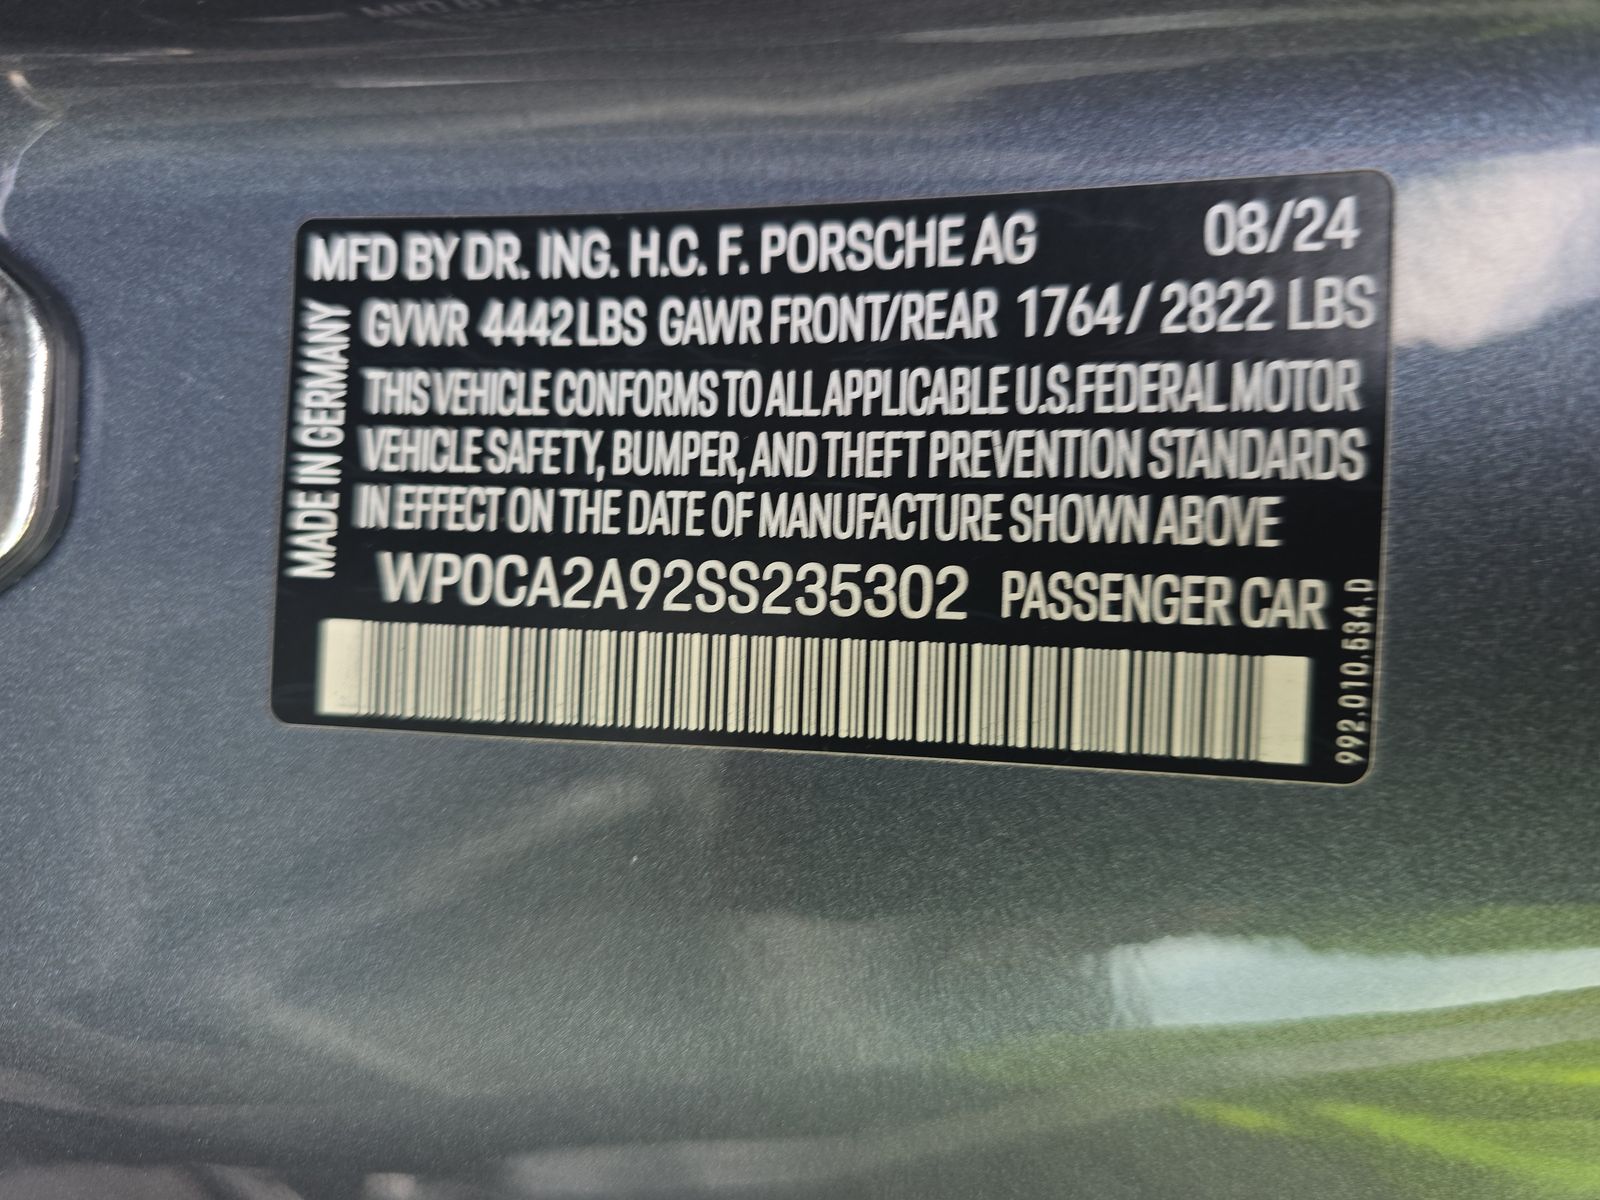 MFD BY DR. ING. H.C. F. PORSCHE AG 08/24
GVWR 4442 LBS GAWR FRONT/REAR 1764 / 2822 LBS
THIS VEHICLE CONFORMS TO ALL APPLICABLE U.S.FEDERAL MOTOR
VEHICLE SAFETY, BUMPER, AND THEFT PREVENTION STANDARDS
IN EFFECT ON THE DATE OF MANUFACTURE SHOWN ABOVE
WP0CA2A92SS235302 PASSENGER CAR
MADE IN GERMANY
992.010.534.D